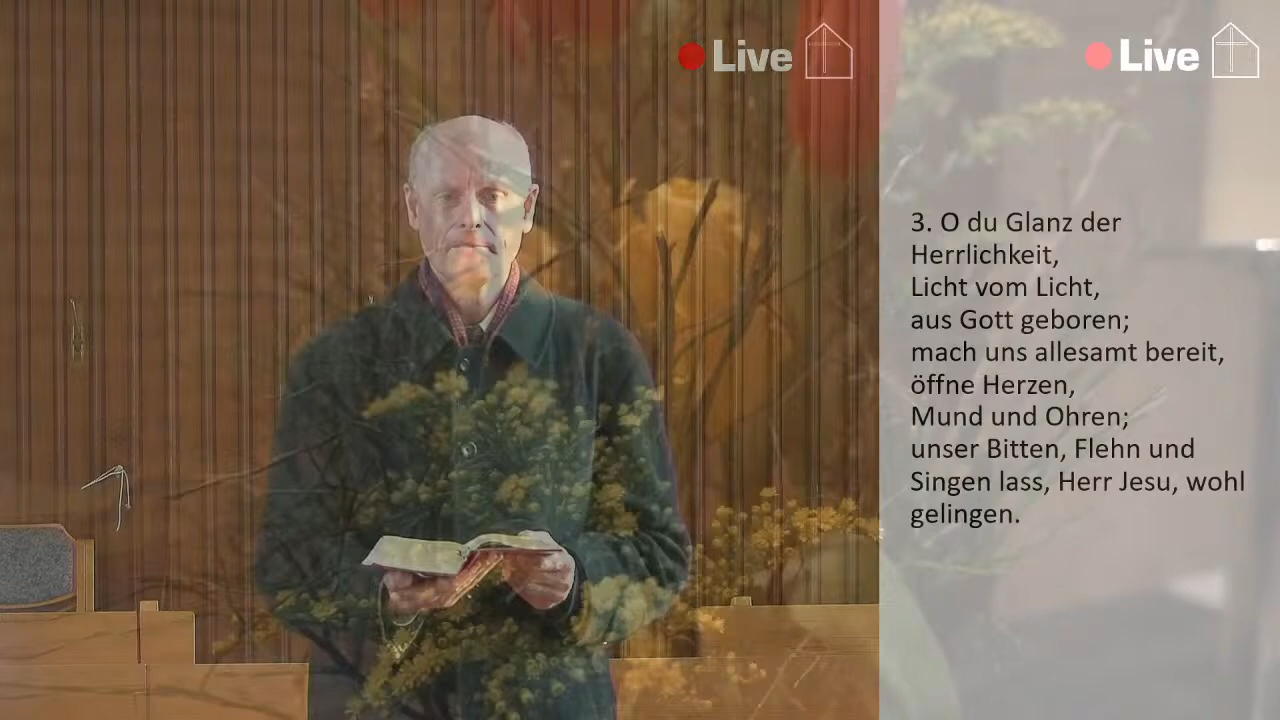 Live
Live
3. O du Glanz der
Herrlichkeit,
Licht vom Licht,
aus Gott geboren;
mach uns allesamt bereit,
öffne Herzen,
Mund und Ohren;
unser Bitten, Flehn und
Singen lass, Herr Jesu, wohl
gelingen.